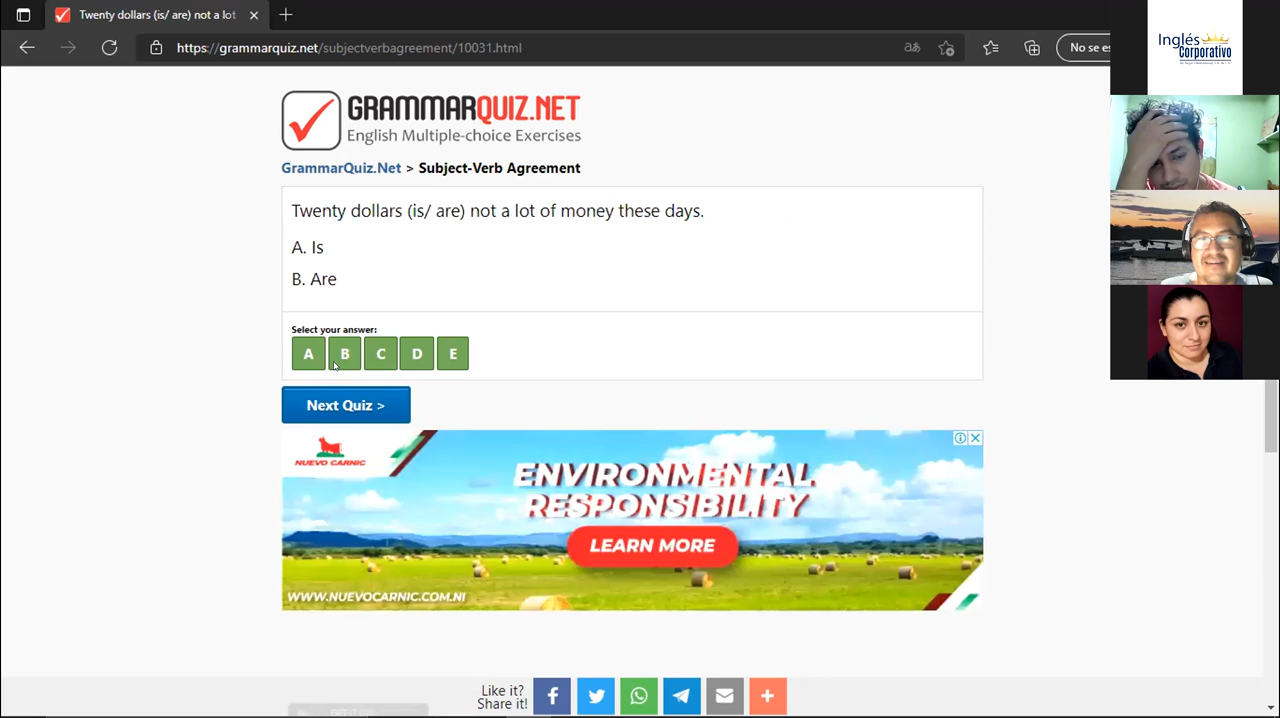 Twenty dollars (is/ are) not a lot
https://grammarquiz.net/subjectverbagreement/10031.html
No se es
Inglés
Corporativo
GRAMMARQUIZ.NET
English Multiple-choice Exercises
GrammarQuiz.Net > Subject-Verb Agreement
Twenty dollars (is/ are) not a lot of money these days.
A. Is
B. Are
Select your answer:
A B C D E
Next Quiz >
NUEVO CARNIC
ENVIRONMENTAL
RESPONSIBILITY
LEARN MORE
WWW.NUEVOCARNIC.COM.NI
Like it?
Share it!